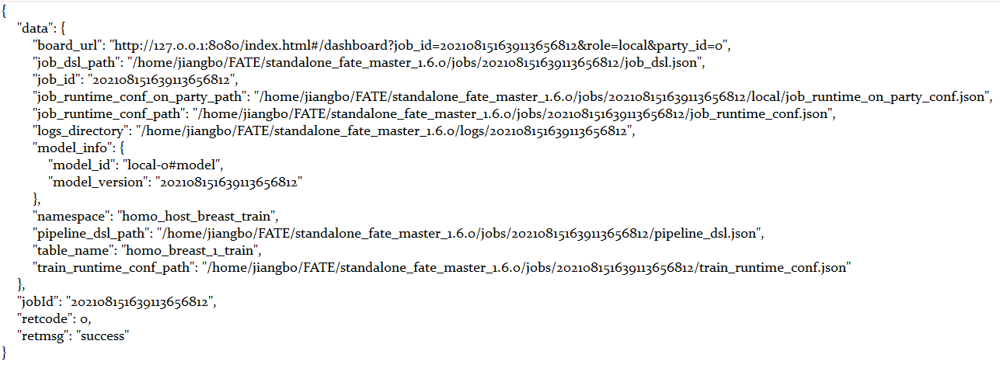 {
"data": {
"board_url": "http://127.0.0.1:8080/index.html#/dashboard?job_id=202108151639113656812&role=local&party_id=0",
"job_dsl_path": "/home/jiangbo/FATE/standalone_fate_master_1.6.0/jobs/202108151639113656812/job_dsl.json",
"job_id": "202108151639113656812",
"job_runtime_conf_on_party_path": "/home/jiangbo/FATE/standalone_fate_master_1.6.0/jobs/202108151639113656812/local/job_runtime_on_party_conf.json",
"job_runtime_conf_path": "/home/jiangbo/FATE/standalone_fate_master_1.6.0/jobs/202108151639113656812/job_runtime_conf.json",
"logs_directory": "/home/jiangbo/FATE/standalone_fate_master_1.6.0/logs/202108151639113656812",
"model_info": {
"model_id": "local-0#model",
"model_version": "202108151639113656812"
},
"namespace": "homo_host_breast_train",
"pipeline_dsl_path": "/home/jiangbo/FATE/standalone_fate_master_1.6.0/jobs/202108151639113656812/pipeline_dsl.json",
"table_name": "homo_breast_1_train",
"train_runtime_conf_path": "/home/jiangbo/FATE/standalone_fate_master_1.6.0/jobs/202108151639113656812/train_runtime_conf.json"
},
"jobId": "202108151639113656812",
"retcode": 0,
"retmsg": "success"
}